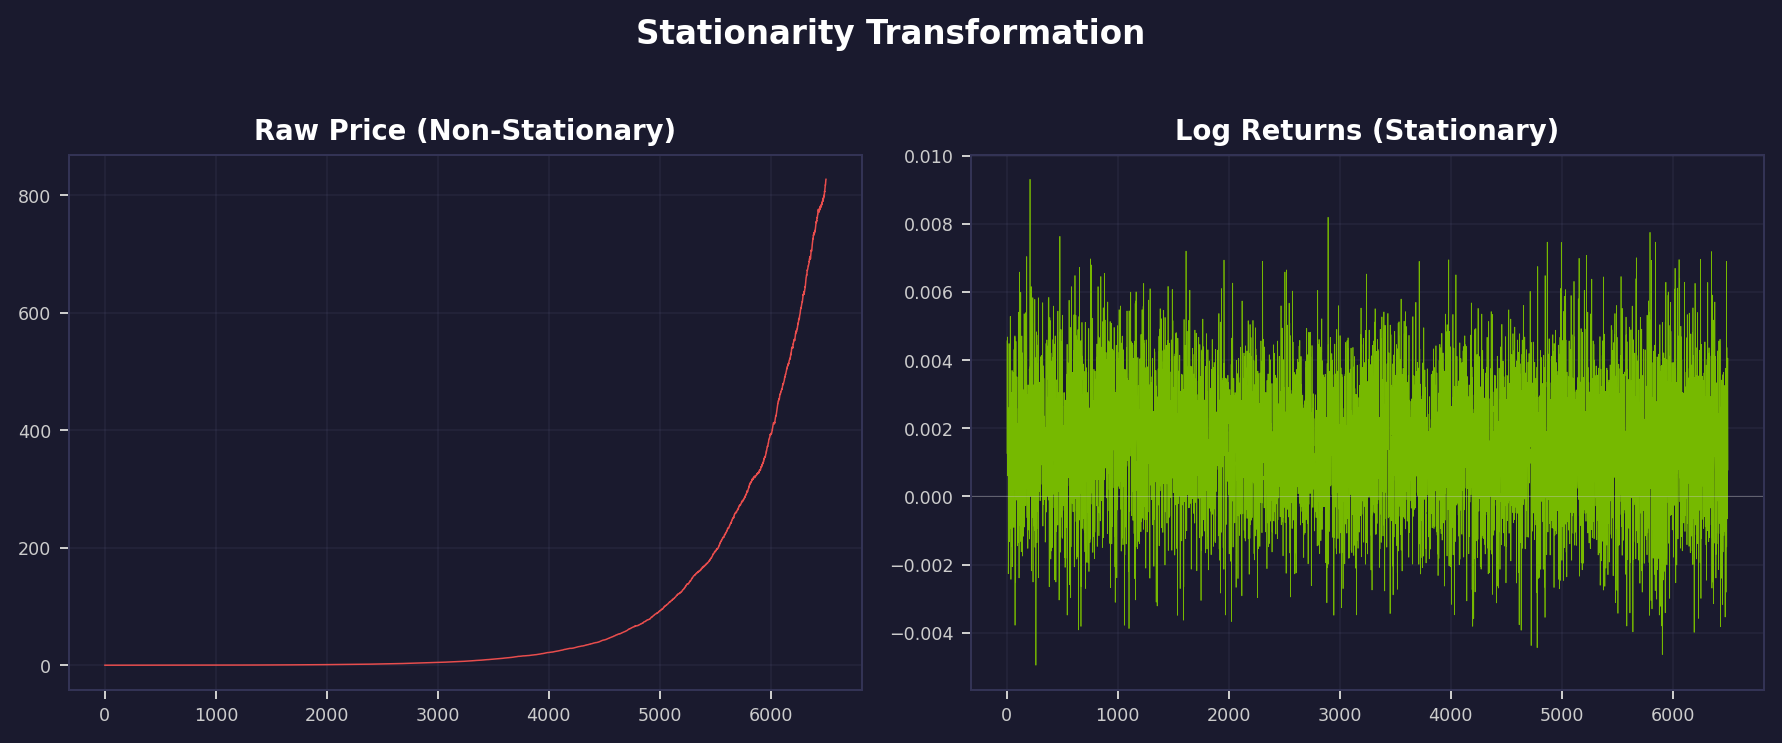 Stationarity Transformation
Raw Price (Non-Stationary)
800
600
400
200
0
0 1000 2000 3000 4000 5000 6000
Log Returns (Stationary)
0.010
0.008
0.006
0.004
0.002
0.000
−0.002
−0.004
0 1000 2000 3000 4000 5000 6000